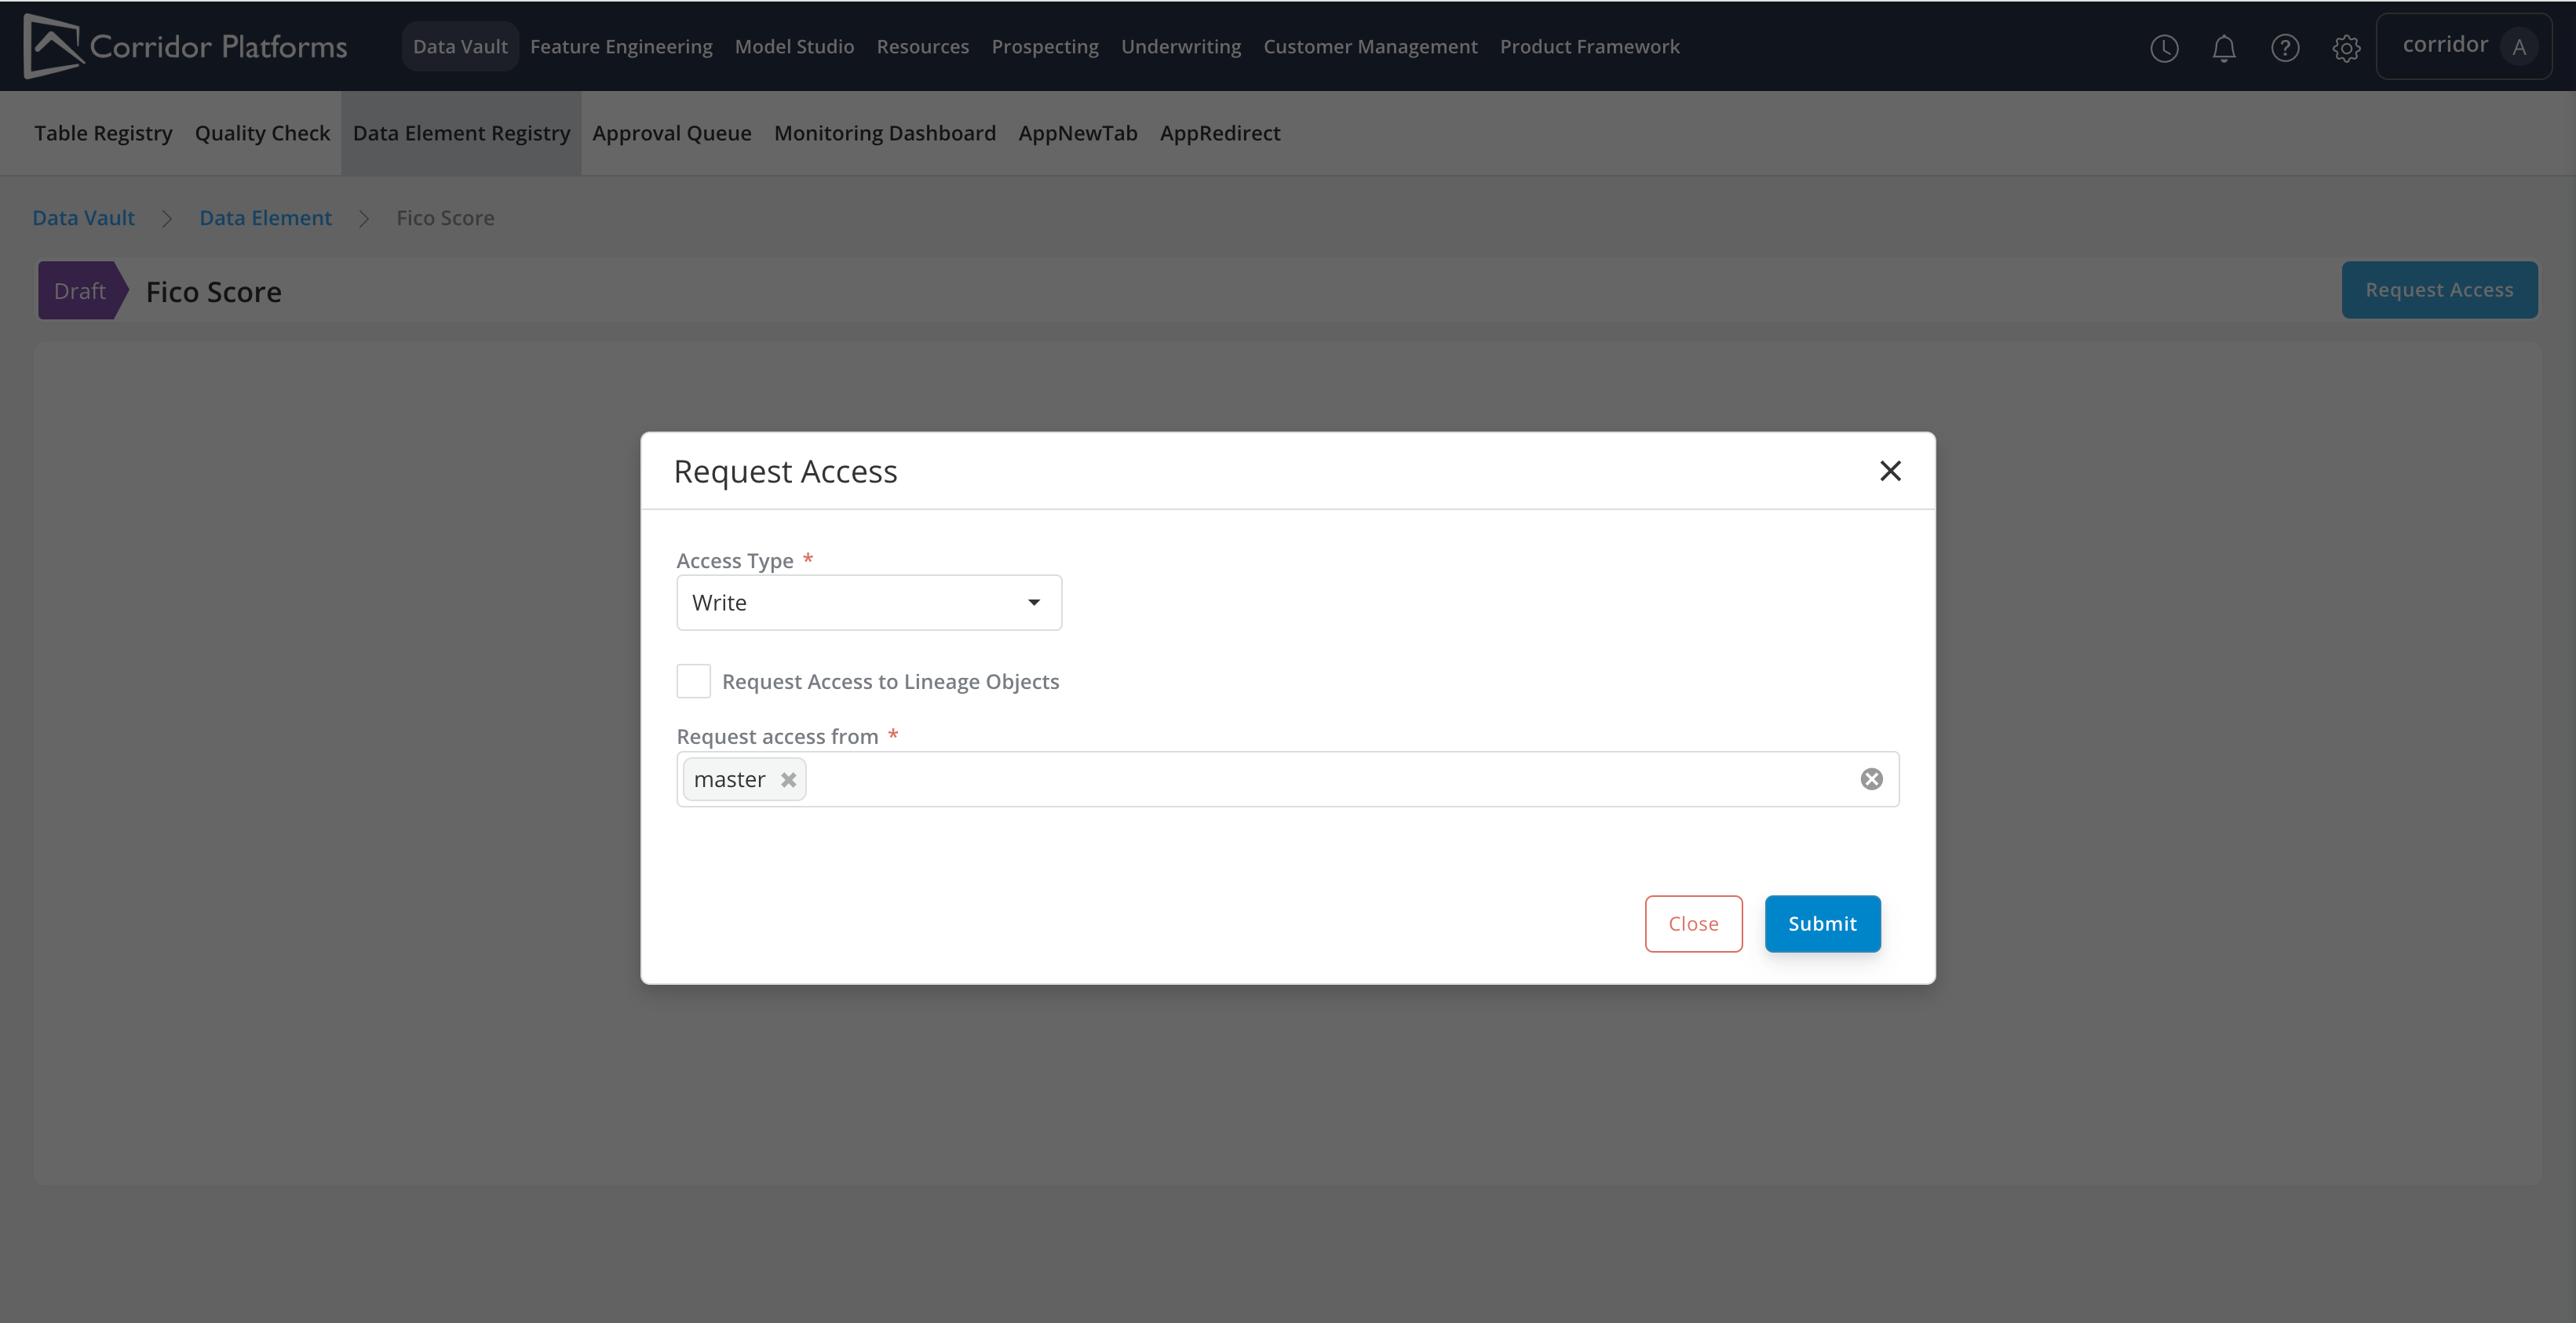 Corridor Platforms
Data Vault Feature Engineering Model Studio Resources Prospecting Underwriting Customer Management Product Framework
corridor A
Table Registry Quality Check Data Element Registry Approval Queue Monitoring Dashboard AppNewTab AppRedirect
Data Vault Data Element Fico Score
Draft Fico Score
Request Access
Request Access
Access Type *
Write
Request Access to Lineage Objects
Request access from *
master
Close Submit